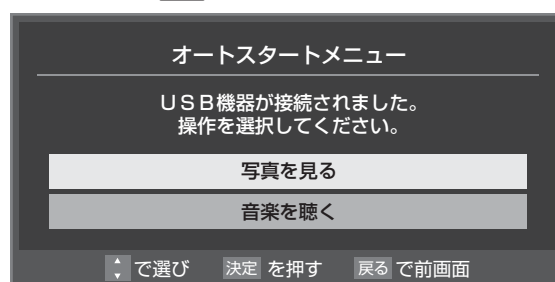 オートスタートメニュー
ＵＳＢ機器が接続されました。
操作を選択してください。
写真を見る
音楽を聴く
で選び 決定 を押す 戻る で前画面